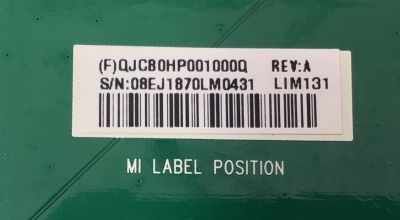 (F)QJCB0HP001000Q REV:A
S/N:08EJ1870LM0431 LIM131
MI LABEL POSITION